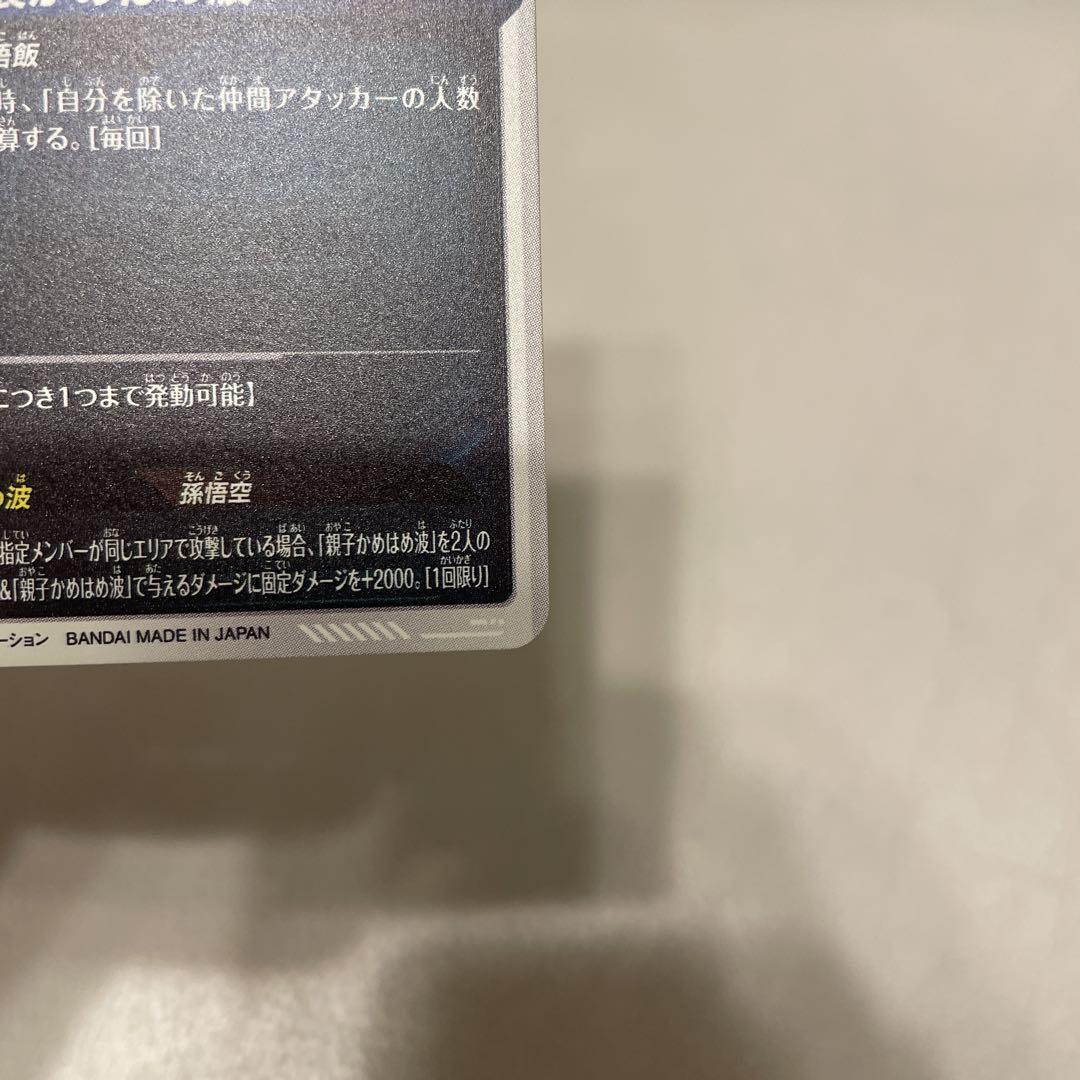 悟飯
時、「自分を除いた仲間アタッカーの人数
算する。[毎回]
につき1つまで発動可能】
め波 孫悟空
指定メンバーが同じエリアで攻撃している場合、「親子かめはめ波」を2人の
&「親子かめはめ波」で与えるダメージに固定ダメージを+2000。[1回限り]
ーション BANDAI MADE IN JAPAN